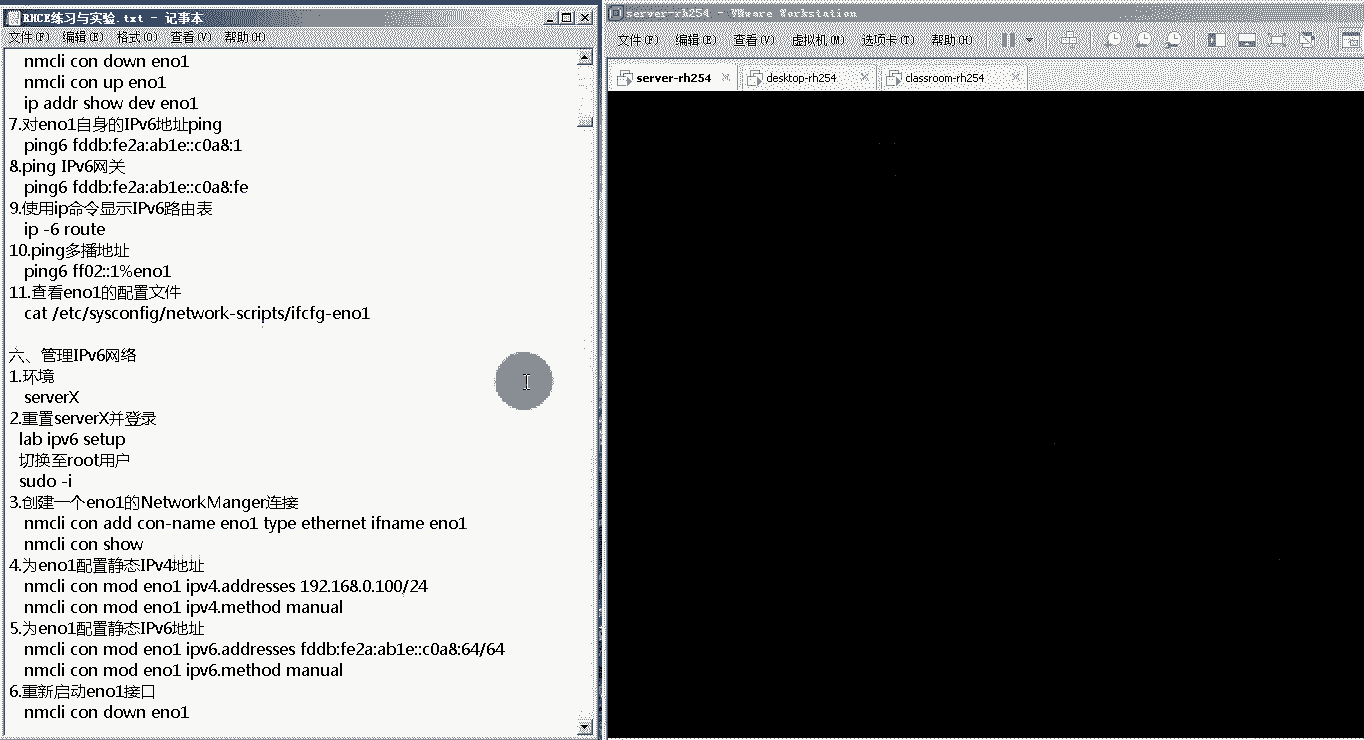 RHCE练习与实验.txt - 记事本
文件(F) 编辑(E) 格式(O) 查看(V) 帮助(H)
nmcli con down eno1
nmcli con up eno1
ip addr show dev eno1
7.对eno1自身的IPv6地址ping
ping6 fddb:fe2a:ab1e::c0a8:1
8.ping IPv6网关
ping6 fddb:fe2a:ab1e::c0a8:fe
9.使用ip命令显示IPv6路由表
ip -6 route
10.ping多播地址
ping6 ff02::1%eno1
11.查看eno1的配置文件
cat /etc/sysconfig/network-scripts/ifcfg-eno1
六、管理IPv6网络
1.环境
serverX
2.重置serverX并登录
lab ipv6 setup
切换至root用户
sudo -i
3.创建一个eno1的NetworkManger连接
nmcli con add con-name eno1 type ethernet ifname eno1
nmcli con show
4.为eno1配置静态IPv4地址
nmcli con mod eno1 ipv4.addresses 192.168.0.100/24
nmcli con mod eno1 ipv4.method manual
5.为eno1配置静态IPv6地址
nmcli con mod eno1 ipv6.addresses fddb:fe2a:ab1e::c0a8:64/64
nmcli con mod eno1 ipv6.method manual
6.重新启动eno1接口
nmcli con down eno1
server-rh254 - VMware Workstation
文件(F) 编辑(E) 查看(V) 虚拟机(M) 选项卡(T) 帮助(H)
server-rh254 desktop-rh254 classroom-rh254